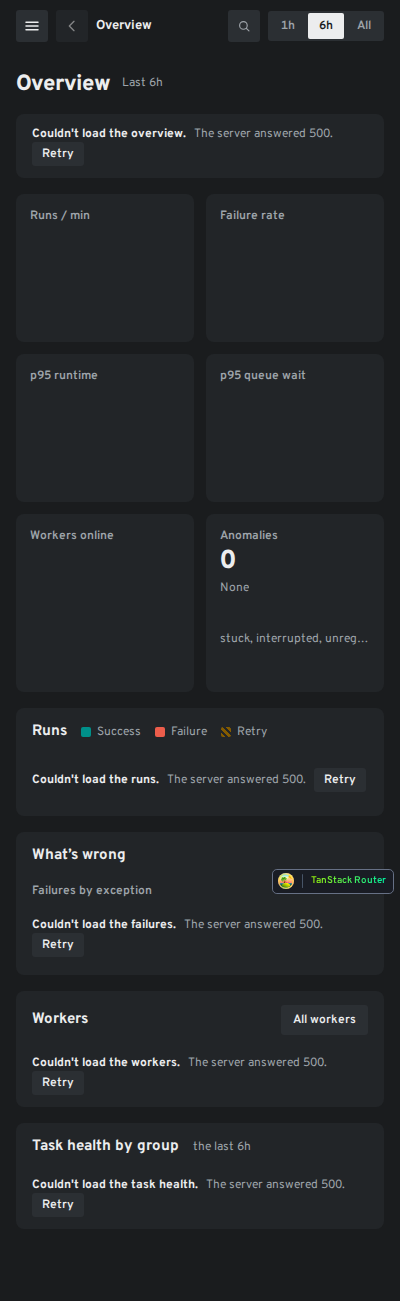 Overview
1h 6h All
Overview Last 6h
Couldn't load the overview. The server answered 500.
Retry
Runs / min
Failure rate
p95 runtime
p95 queue wait
Workers online
Anomalies
0
None
stuck, interrupted, unreg...
Runs Success Failure Retry
Couldn't load the runs. The server answered 500. Retry
What's wrong
TanStack Router
Failures by exception
Couldn't load the failures. The server answered 500.
Retry
Workers All workers
Couldn't load the workers. The server answered 500.
Retry
Task health by group the last 6h
Couldn't load the task health. The server answered 500.
Retry